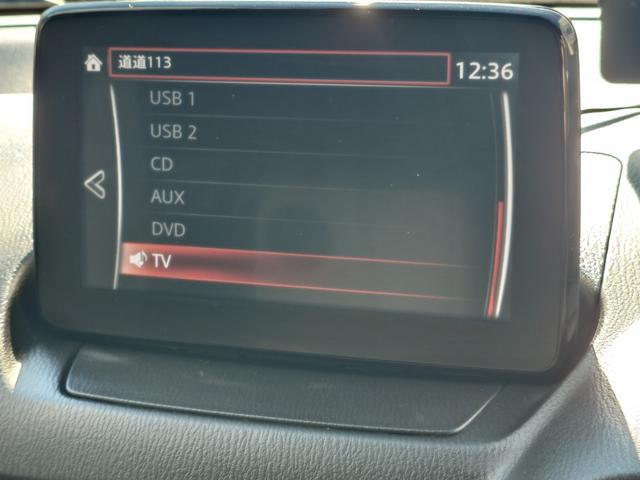 道道113
12:36
USB 1
USB 2
CD
AUX
DVD
TV